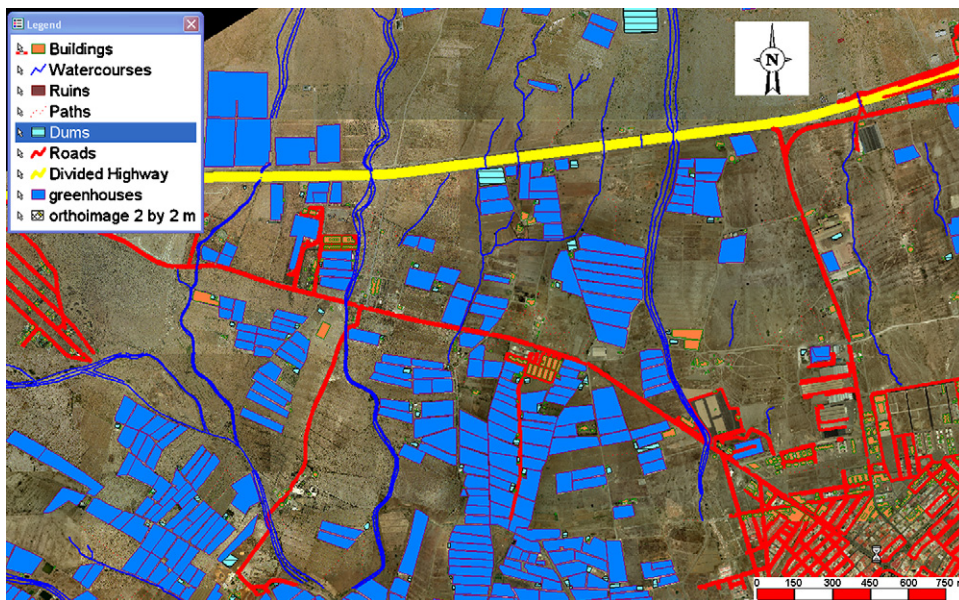 Legend
Buildings
Watercourses
Ruins
Paths
Dums
Roads
Divided Highway
greenhouses
orthoimage 2 by 2 m
N
0 150 300 450 600 750 m